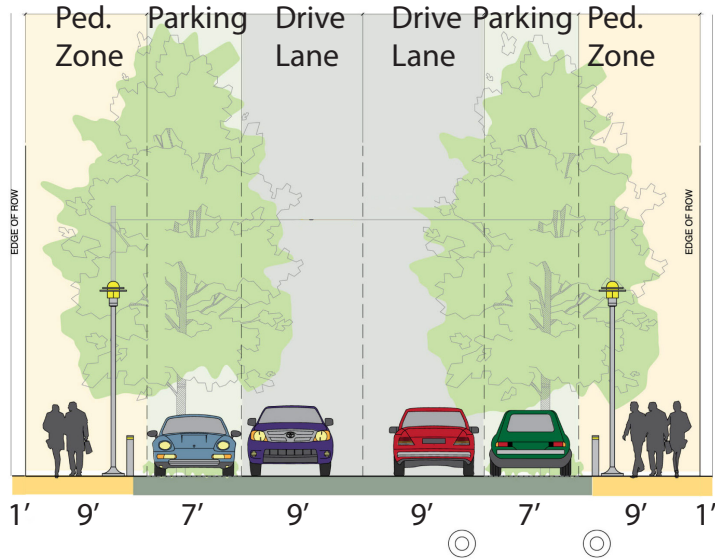 Ped. Zone
Parking
Drive Lane
Drive Lane
Parking
Ped. Zone
EDGE OF ROW
EDGE OF ROW
1’ 9’ 7’ 9’ 9’ 7’ 9’ 1’